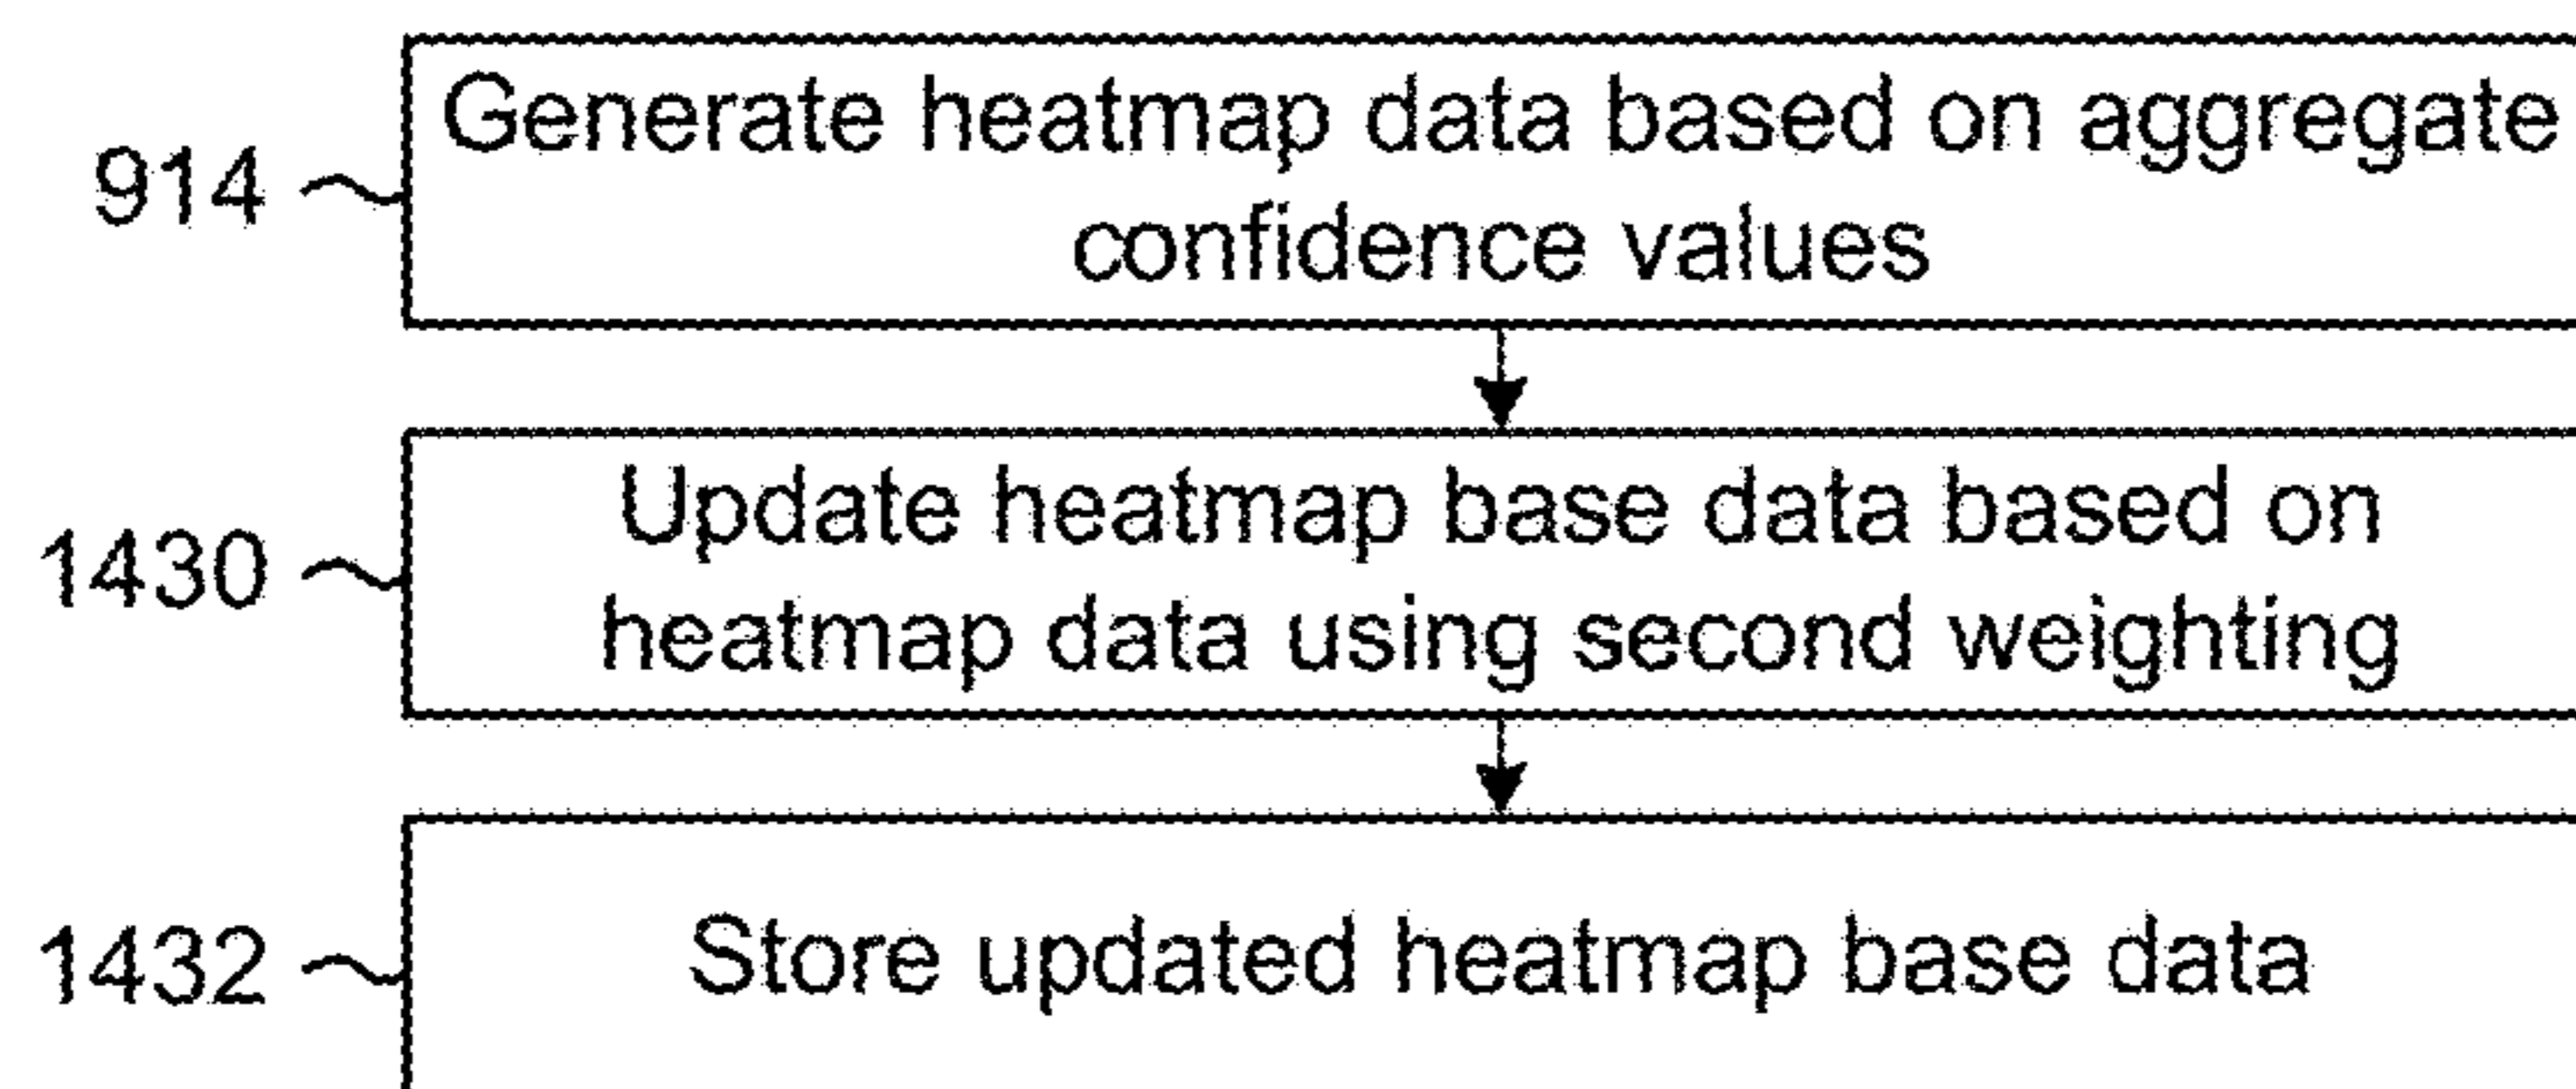 914
Generate heatmap data based on aggregate
confidence values
1430
Update heatmap base data based on
heatmap data using second weighting
1432
Store updated heatmap base data